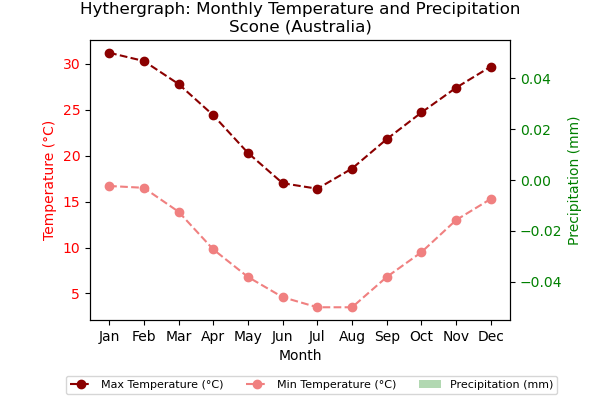 Hythergraph: Monthly Temperature and Precipitation
Scone (Australia)
30
25
20
15
10
5
Temperature (°C)
0.04
0.02
0.00
−0.02
−0.04
Precipitation (mm)
Jan Feb Mar Apr May Jun Jul Aug Sep Oct Nov Dec
Month
Max Temperature (°C) Min Temperature (°C) Precipitation (mm)